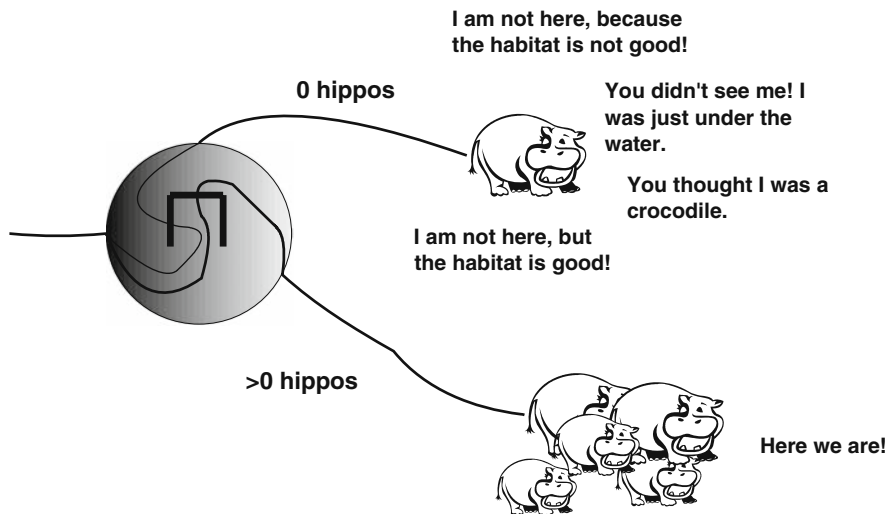 I am not here, because
the habitat is not good!
0 hippos
You didn't see me! I
was just under the
water.
You thought I was a
crocodile.
I am not here, but
the habitat is good!
>0 hippos
Here we are!